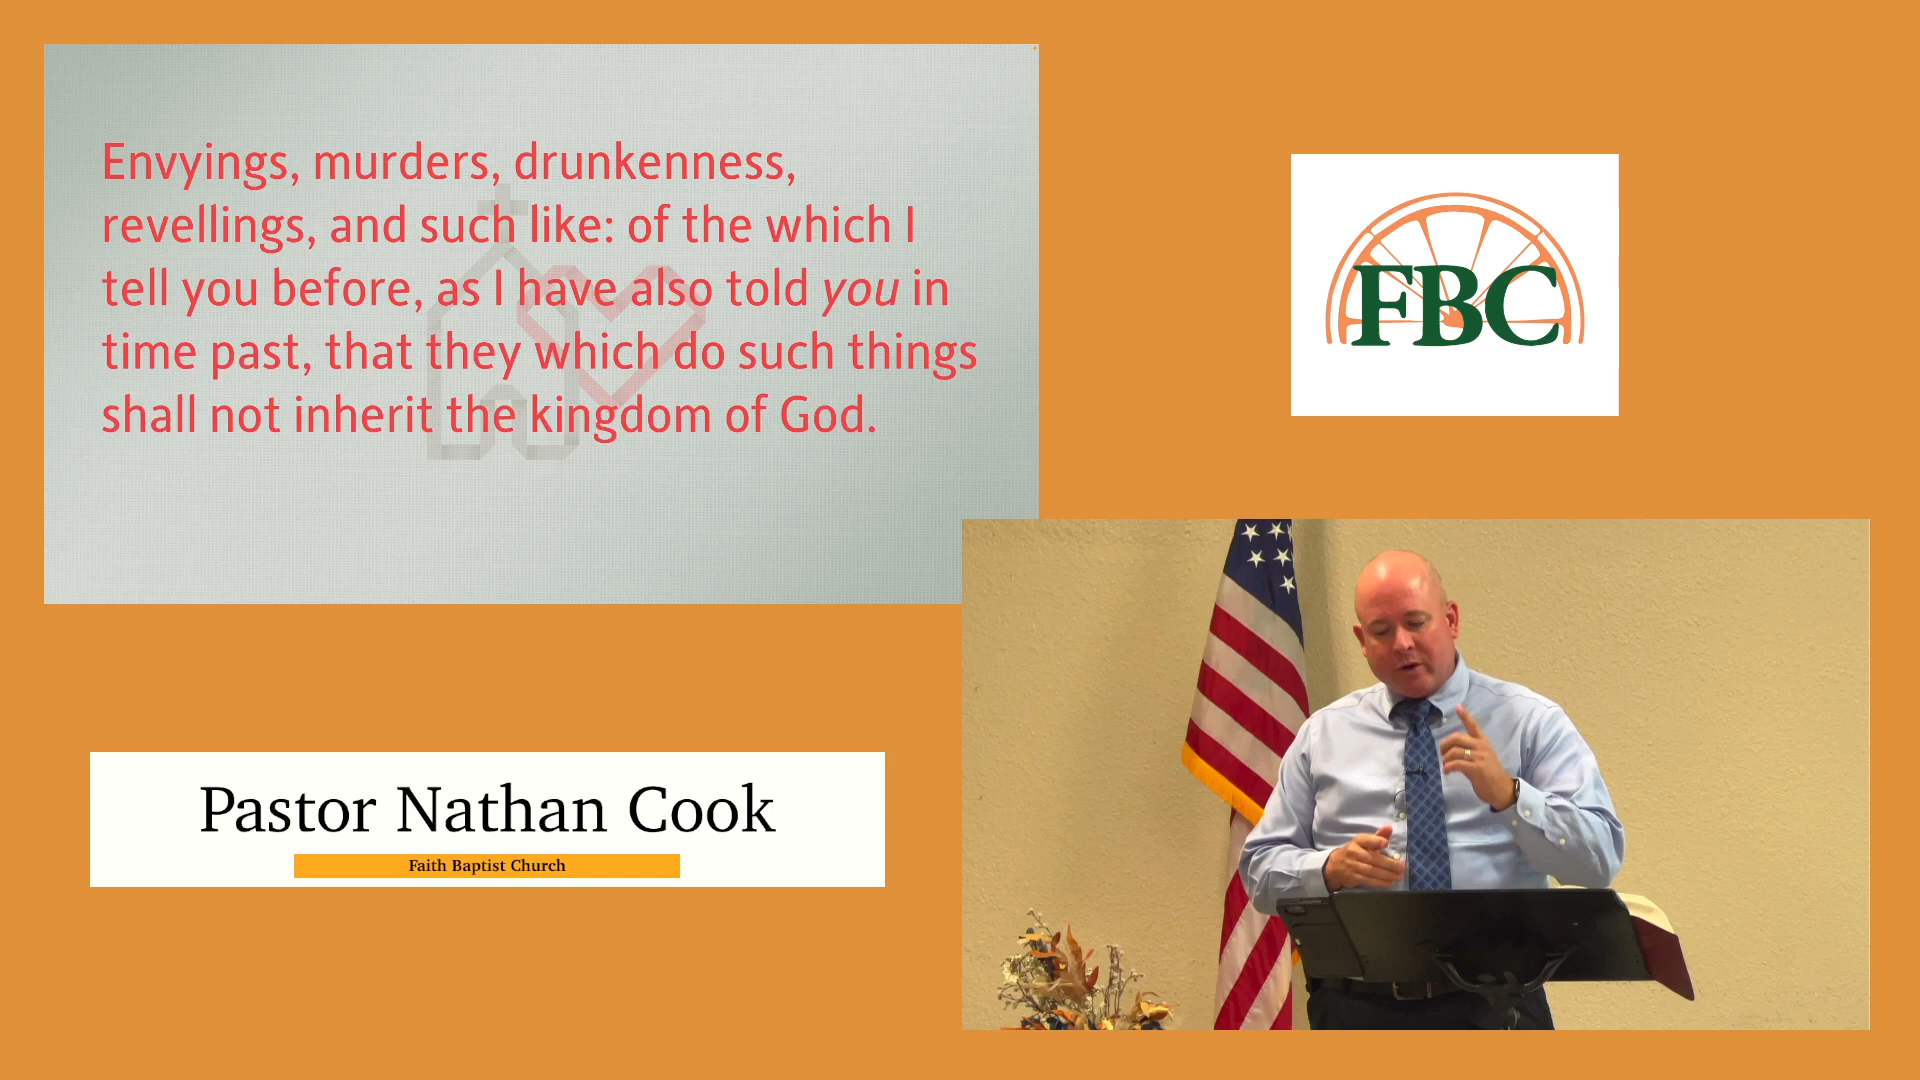 Envyings, murders, drunkenness,
revellings, and such like: of the which I
tell you before, as I have also told you in
time past, that they which do such things
shall not inherit the kingdom of God.
FBC
Pastor Nathan Cook
Faith Baptist Church